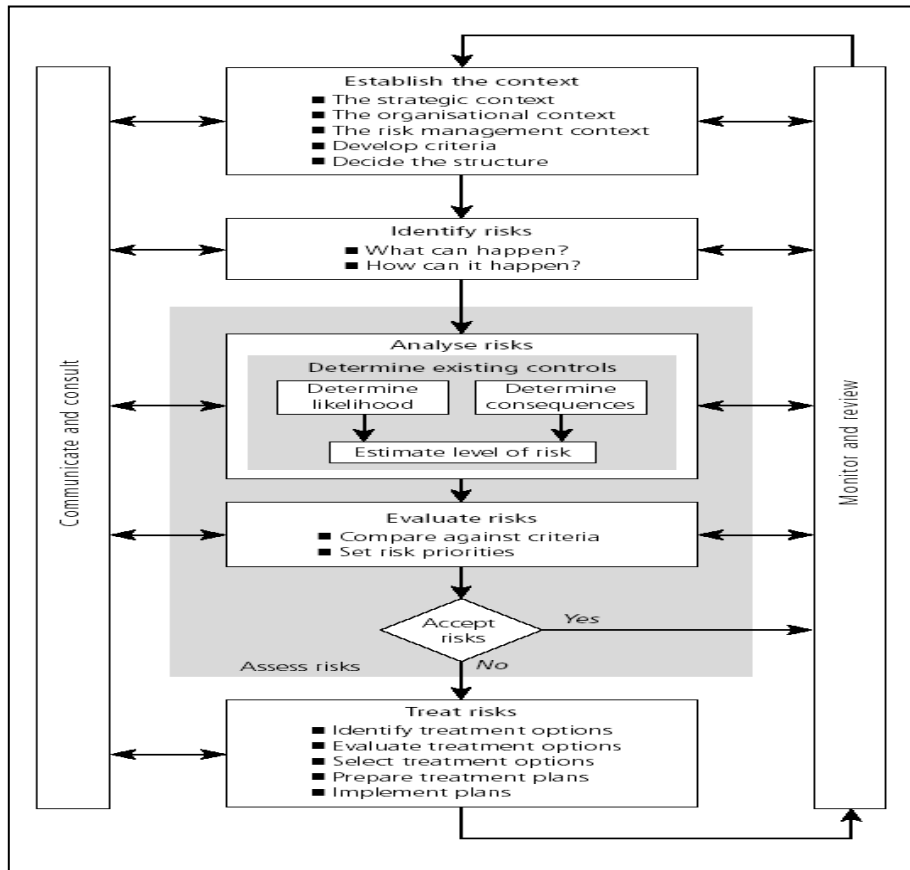 Establish the context
■ The strategic context
■ The organisational context
■ The risk management context
■ Develop criteria
■ Decide the structure
Identify risks
■ What can happen?
■ How can it happen?
Analyse risks
Determine existing controls
Determine
likelihood
Determine
consequences
Estimate level of risk
Evaluate risks
■ Compare against criteria
■ Set risk priorities
Accept
risks
Yes
No
Assess risks
Treat risks
■ Identify treatment options
■ Evaluate treatment options
■ Select treatment options
■ Prepare treatment plans
■ Implement plans
Communicate and consult
Monitor and review